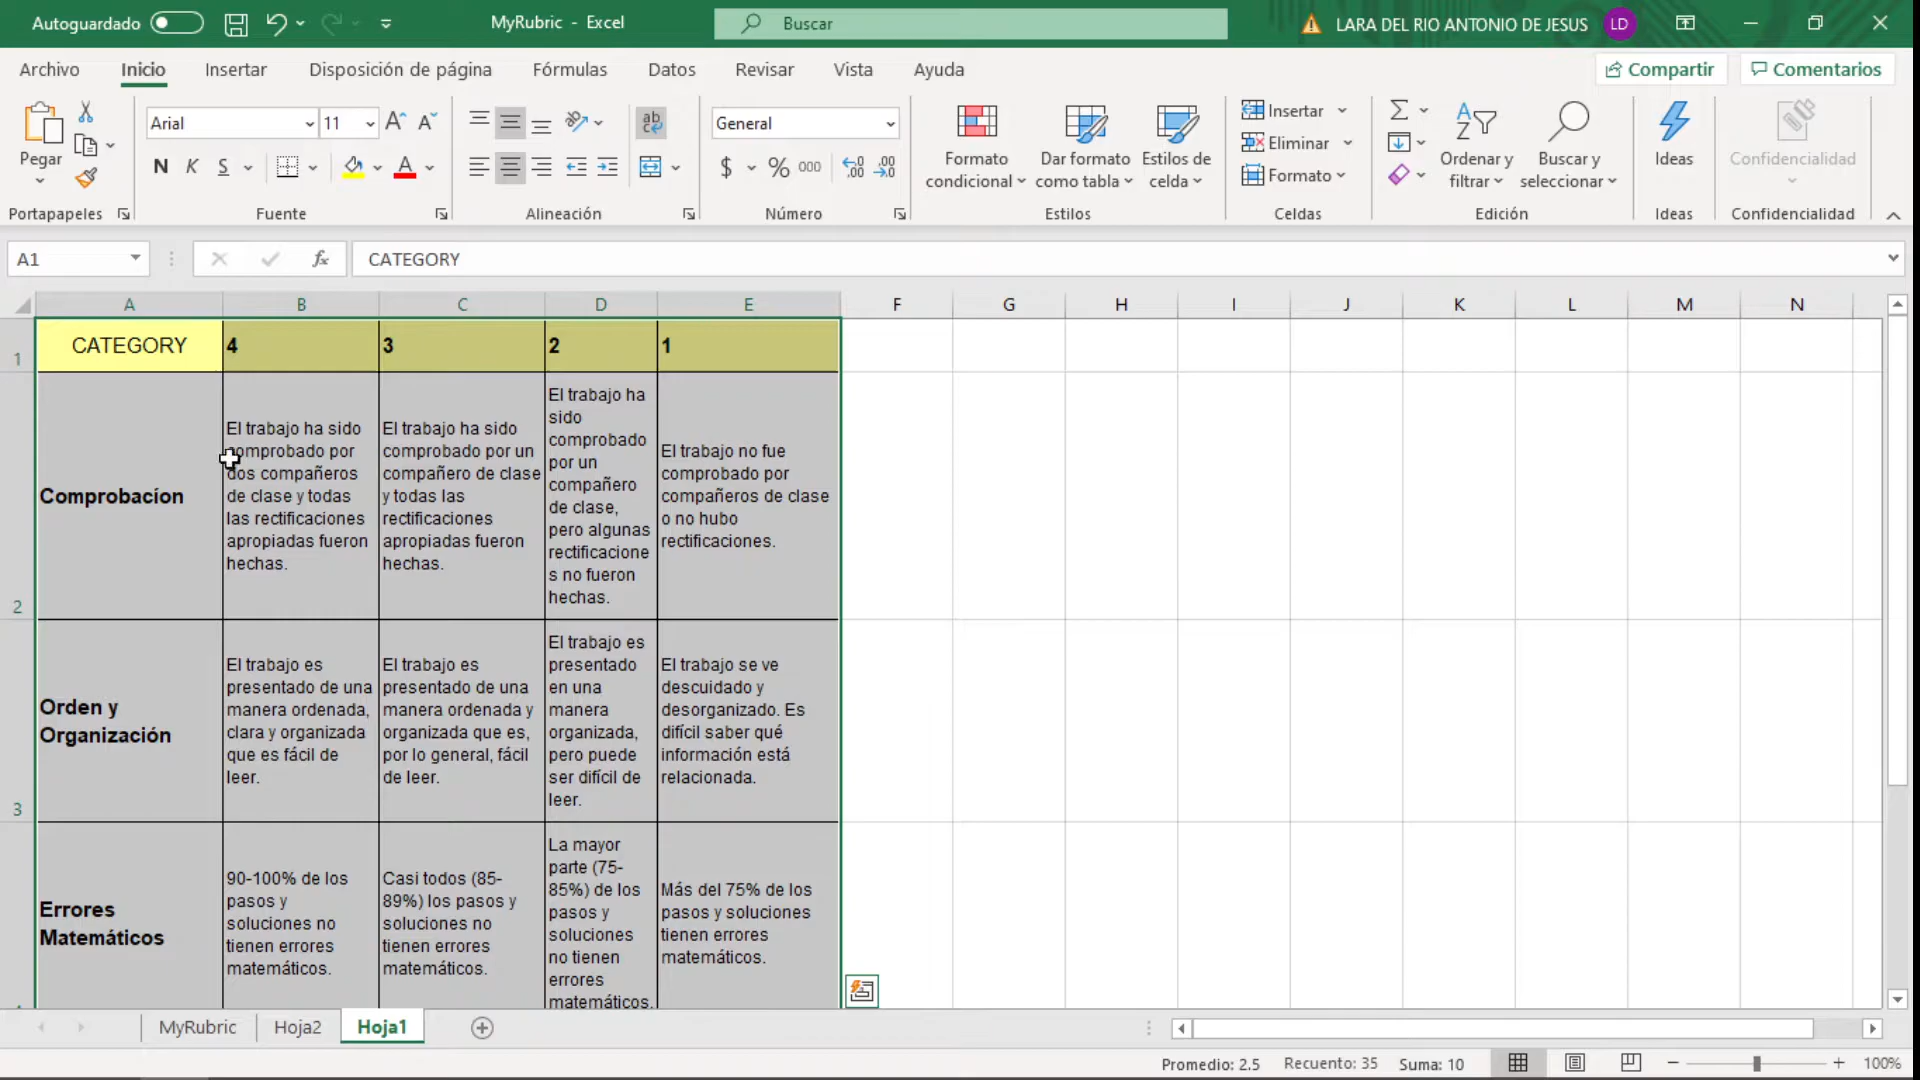 Autoguardado
MyRubric - Excel
Buscar
LARA DEL RIO ANTONIO DE JESUS
LD
Archivo
Inicio
Insertar
Disposición de página
Fórmulas
Datos
Revisar
Vista
Ayuda
Compartir
Comentarios
Pegar
Arial
11
N K S
General
$ % 000
Formato
condicional
Dar formato
como tabla
Estilos de
celda
Insertar
Eliminar
Formato
Ordenar y
filtrar
Buscar y
seleccionar
Ideas
Confidencialidad
Portapapeles
Fuente
Alineación
Número
Estilos
Celdas
Edición
Ideas
Confidencialidad
A1
fx
CATEGORY
A B C D E F G H I J K L M N
1
CATEGORY
4
3
2
1
2
Comprobacíon
El trabajo ha sido
comprobado por
dos compañeros
de clase y todas
las rectificaciones
apropiadas fueron
hechas.
El trabajo ha sido
comprobado por un
compañero de clase
y todas las
rectificaciones
apropiadas fueron
hechas.
El trabajo ha
sido
comprobado
por un
compañero
de clase,
pero algunas
rectificacione
s no fueron
hechas.
El trabajo no fue
comprobado por
compañeros de clase
o no hubo
rectificaciones.
3
Orden y
Organización
El trabajo es
presentado de una
manera ordenada,
clara y organizada
que es fácil de
leer.
El trabajo es
presentado de una
manera ordenada y
organizada que es,
por lo general, fácil
de leer.
El trabajo es
presentado
en una
manera
organizada,
pero puede
ser difícil de
leer.
El trabajo se ve
descuidado y
desorganizado. Es
difícil saber qué
información está
relacionada.
Errores
Matemáticos
90-100% de los
pasos y
soluciones no
tienen errores
matemáticos.
Casi todos (85-
89%) los pasos y
soluciones no
tienen errores
matemáticos.
La mayor
parte (75-
85%) de los
pasos y
soluciones
no tienen
errores
matemáticos.
Más del 75% de los
pasos y soluciones
tienen errores
matemáticos.
MyRubric
Hoja2
Hoja1
Promedio: 2.5
Recuento: 35
Suma: 10
100%